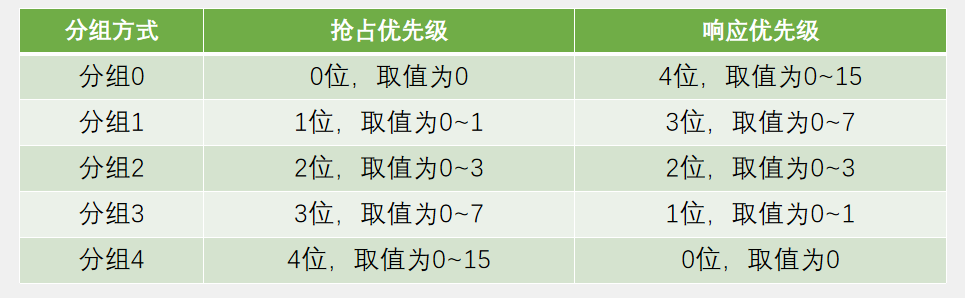 分组方式 抢占优先级 响应优先级
分组0 0位，取值为0 4位，取值为0~15
分组1 1位，取值为0~1 3位，取值为0~7
分组2 2位，取值为0~3 2位，取值为0~3
分组3 3位，取值为0~7 1位，取值为0~1
分组4 4位，取值为0~15 0位，取值为0